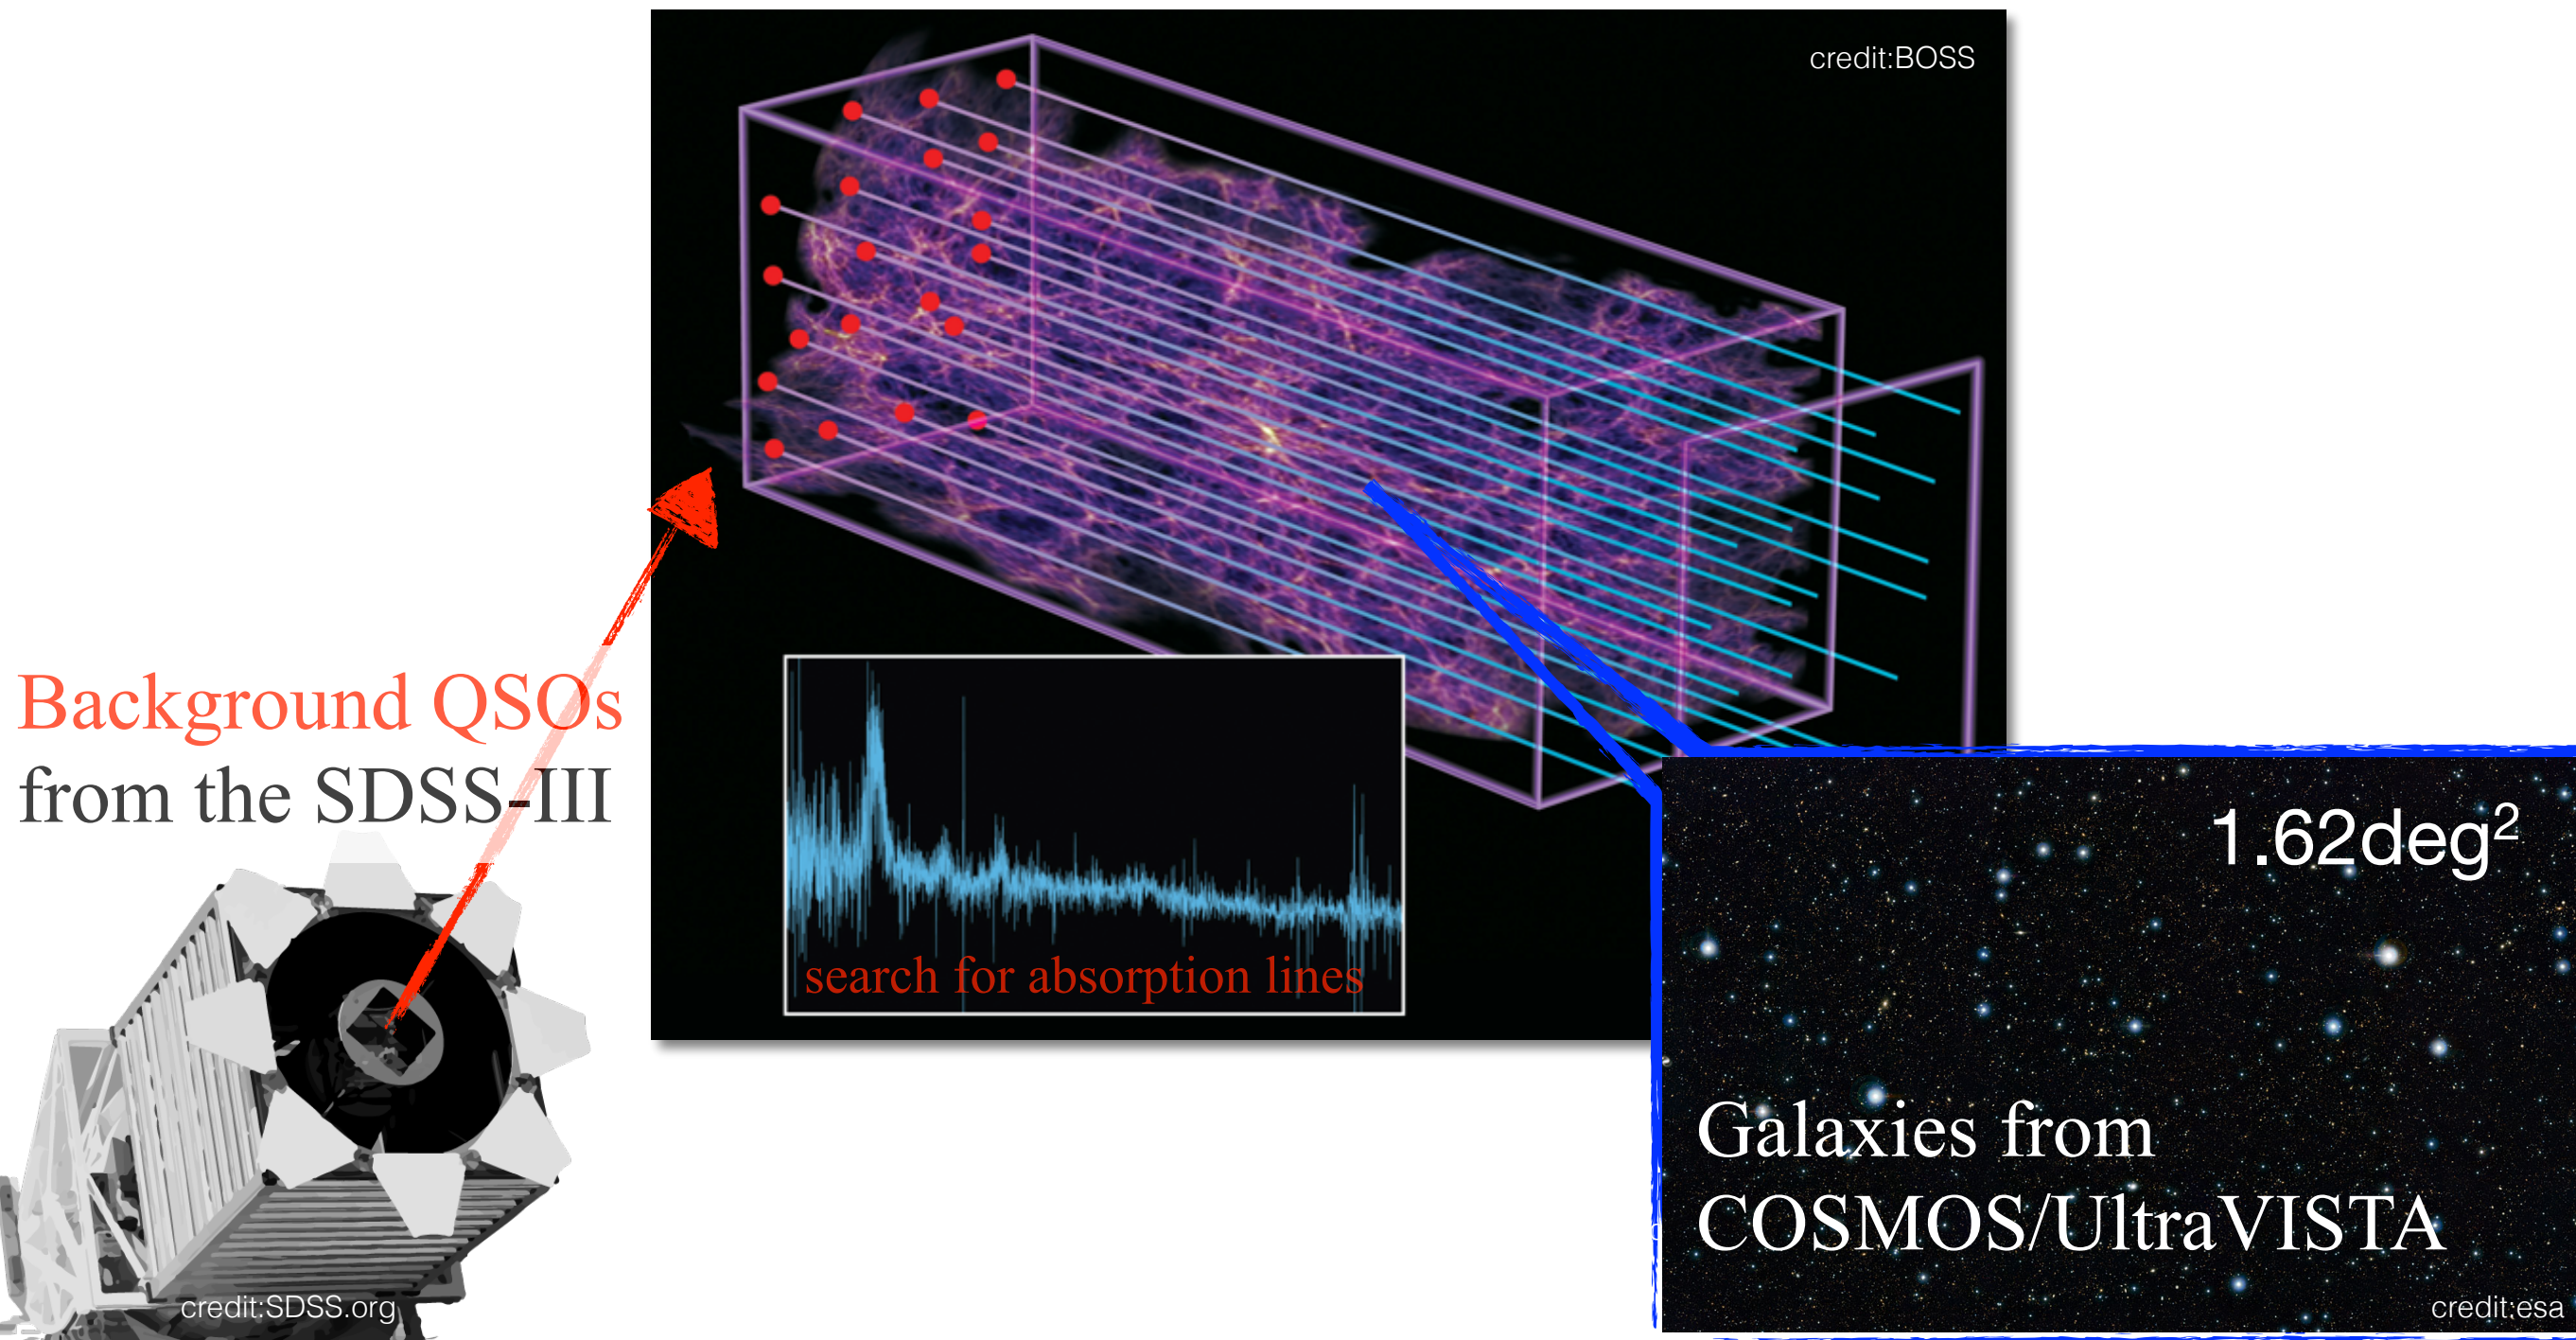 credit:BOSS
Background QSOs
from the SDSS-III
search for absorption lines
1.62deg²
Galaxies from
COSMOS/UltraVISTA
credit:SDSS.org
credit:esa